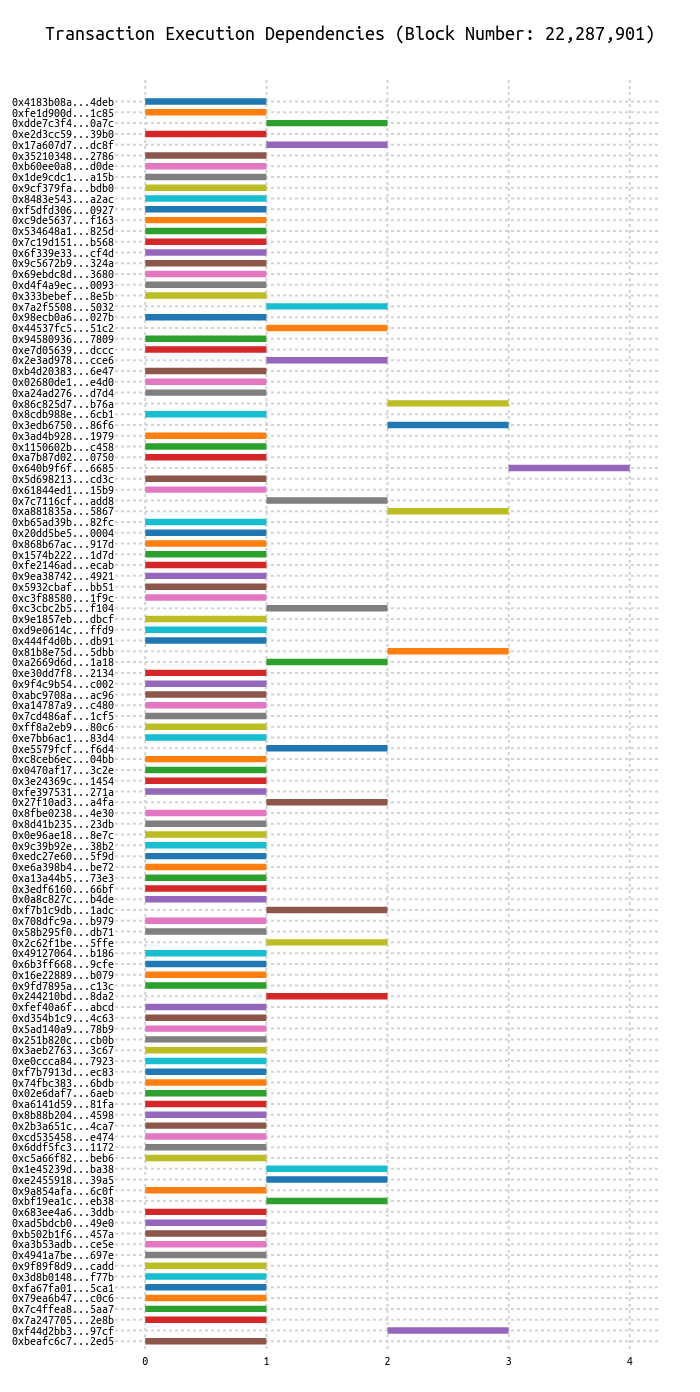 Transaction Execution Dependencies (Block Number: 22,287,901)
0x4183b08a...4deb
0xfe1d900d...1c85
0xdde7c3f4...0a7c
0xe2d3cc59...39b0
0x17a607d7...dc8f
0x35210348...2786
0xb60ee0a8...d0de
0x1de9cdc1...a15b
0x9cf379fa...bdb0
0x8483e543...a2ac
0xf5dfd306...0927
0xc9de5637...f163
0x534648a1...825d
0x7c19d151...b568
0x6f339e33...cf4d
0x9c5672b9...324a
0x69ebdc8d...3680
0xd4f4a9ec...0093
0x333bebef...8e5b
0x7a2f5508...5032
0x98ecb0a6...027b
0x44537fc5...51c2
0x94580936...7809
0xe7d05639...dccc
0x2e3ad978...cce6
0xb4d20383...6e47
0x02680de1...e4d0
0xa24ad276...d7d4
0x86c825d7...b76a
0x8cdb988e...6cb1
0x3edb6750...86f6
0x3ad4b928...1979
0x1150602b...c458
0xa7b87d02...0750
0x640b9f6f...6685
0x5d698213...cd3c
0x61844ed1...15b9
0x7c7116cf...add8
0xa881835a...5867
0xb65ad39b...82fc
0x20dd5be5...0004
0x868b67ac...917d
0x1574b222...1d7d
0xfe2146ad...ecab
0x9ea38742...4921
0x5932cbaf...bb51
0xc3f88580...1f9c
0xc3cbc2b5...f104
0x9e1857eb...dbcf
0xd9e0614c...ffd9
0x444f4d0b...db91
0x81b8e75d...5dbb
0xa2669d6d...1a18
0xe30dd7f8...2134
0x9f4c9b54...c002
0xabc9708a...ac96
0xa14787a9...c480
0x7cd486af...1cf5
0xff8a2eb9...80c6
0xe7bb6ac1...83d4
0xe5579fcf...f6d4
0xc8ceb6ec...04bb
0x0470af17...3c2e
0x3e24369c...1454
0xfe397531...271a
0x27f10ad3...a4fa
0x8fbe0238...4e30
0x8d41b235...23db
0x0e96ae18...8e7c
0x9c39b92e...38b2
0xedc27e60...5f9d
0xe6a398b4...be72
0xa13a44b5...73e3
0x3edf6160...66bf
0x0a8c827c...b4de
0xf7b1c9db...1adc
0x708dfc9a...b979
0x58b295f0...db71
0x2c62f1be...5ffe
0x49127064...b186
0x6b3ff668...9cfe
0x16e22889...b079
0x9fd7895a...c13c
0x244210bd...8da2
0xfef40a6f...abcd
0xd354b1c9...4c63
0x5ad140a9...78b9
0x251b820c...cb0b
0x3aeb2763...3c67
0xe0ccca84...7923
0xf7b7913d...ec83
0x74fbc383...6bdb
0x02e6daf7...6aeb
0xa6141d59...81fa
0x8b88b204...4598
0x2b3a651c...4ca7
0xcd535458...e474
0x6ddf5fc3...1172
0xc5a66f82...beb6
0x1e45239d...ba38
0xe2455918...39a5
0x9a854afa...6c0f
0xbf19ea1c...eb38
0x683ee4a6...3ddb
0xad5bdcb0...49e0
0xb502b1f6...457a
0xa3b53adb...ce5e
0x4941a7be...697e
0x9f89f8d9...cadd
0x3d8b0148...f77b
0xfa67fa01...5ca1
0x79ea6b47...c0c6
0x7c4ffea8...5aa7
0x7a247705...2e8b
0xf44d2bb3...97cf
0xbeafc6c7...2ed5
0 1 2 3 4